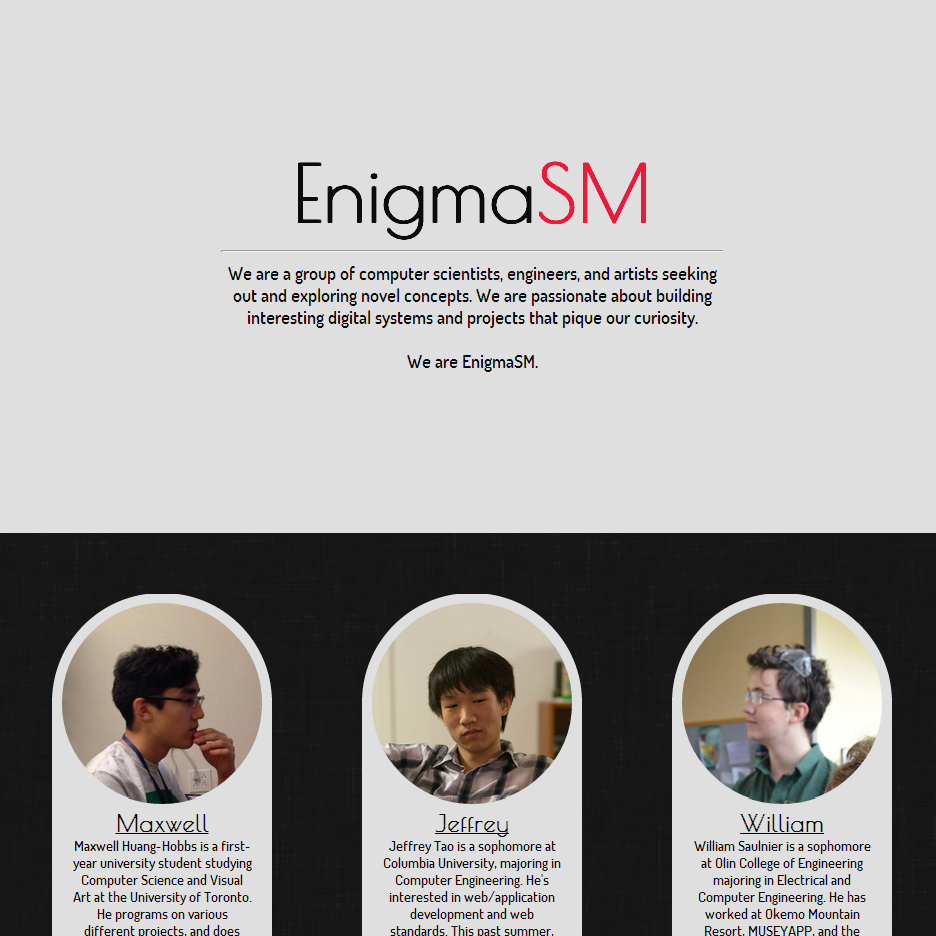 EnigmaSM
We are a group of computer scientists, engineers, and artists seeking
out and exploring novel concepts. We are passionate about building
interesting digital systems and projects that pique our curiosity.
We are EnigmaSM.
Maxwell
Maxwell Huang-Hobbs is a first-
year university student studying
Computer Science and Visual
Art at the University of Toronto.
He programs on various
different projects, and does
Jeffrey
Jeffrey Tao is a sophomore at
Columbia University, majoring in
Computer Engineering. He's
interested in web/application
development and web
standards. This past summer,
William
William Saulnier is a sophomore
at Olin College of Engineering
majoring in Electrical and
Computer Engineering. He has
worked at Okemo Mountain
Resort, MUSEYAPP, and the